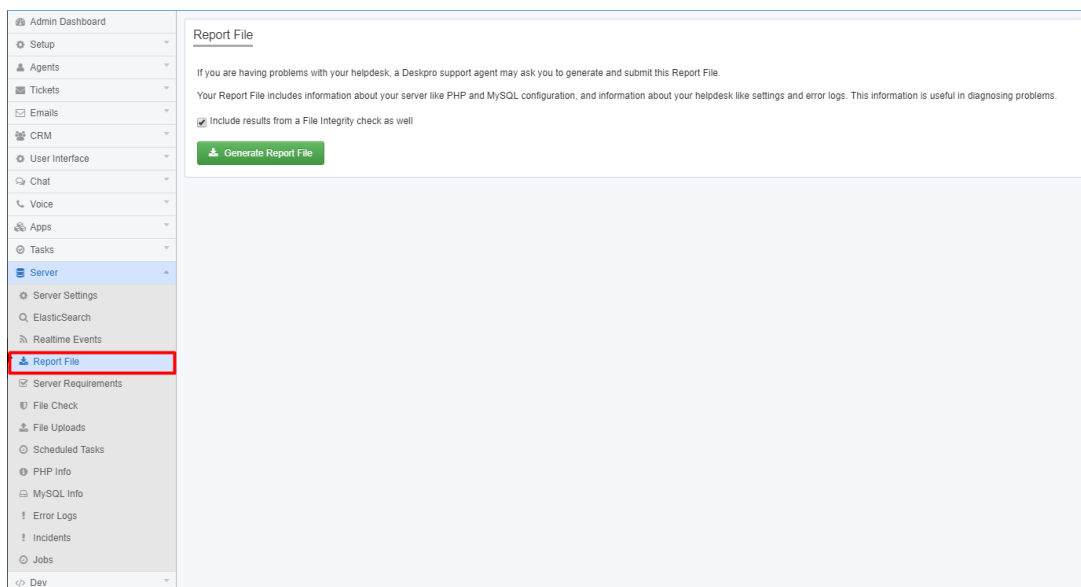 Admin Dashboard
Setup
Agents
Tickets
Emails
CRM
User Interface
Chat
Voice
Apps
Tasks
Server
Server Settings
ElasticSearch
Realtime Events
Report File
Server Requirements
File Check
File Uploads
Scheduled Tasks
PHP Info
MySQL Info
Error Logs
Incidents
Jobs
Dev
Report File
If you are having problems with your helpdesk, a Deskpro support agent may ask you to generate and submit this Report File.
Your Report File includes information about your server like PHP and MySQL configuration, and information about your helpdesk like settings and error logs. This information is useful in diagnosing problems.
Include results from a File Integrity check as well
Generate Report File